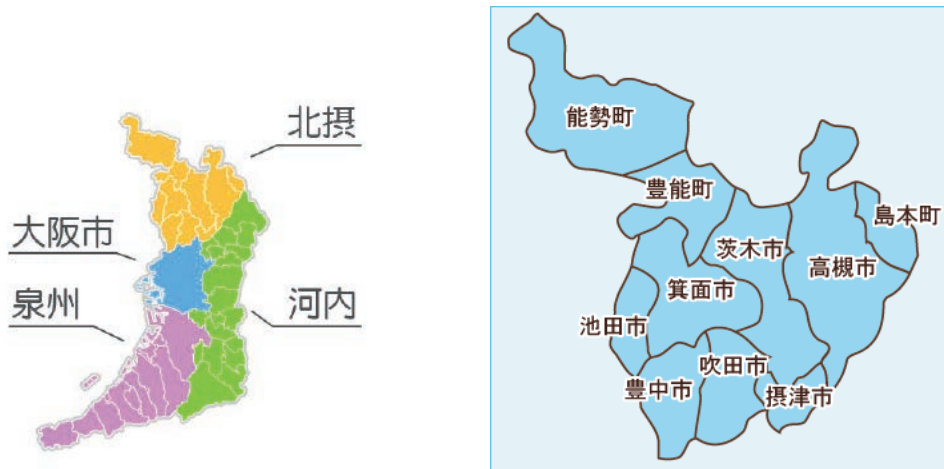 北摂
大阪市
泉州
河内
能勢町
豊能町
島本町
茨木市
高槻市
箕面市
池田市
吹田市
豊中市
摂津市